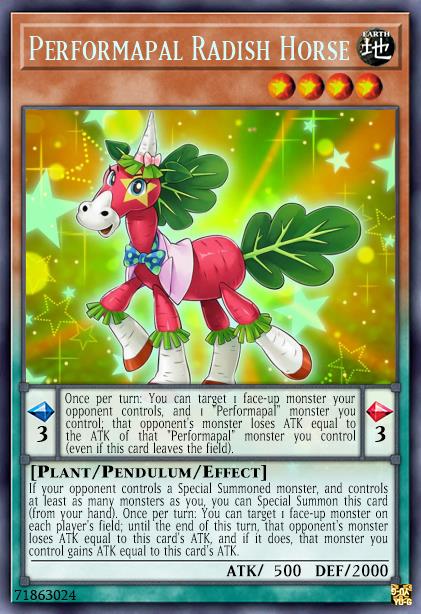 PERFORMAPAL RADISH HORSE
EARTH
地
Once per turn: You can target 1 face-up monster your
opponent controls, and 1 "Performapal" monster you
control; that opponent's monster loses ATK equal to
the ATK of that "Performapal" monster you control
(even if this card leaves the field).
3
3
[PLANT/PENDULUM/EFFECT]
If your opponent controls a Special Summoned monster, and controls
at least as many monsters as you, you can Special Summon this card
(from your hand). Once per turn: You can target 1 face-up monster on
each player's field; until the end of this turn, that opponent's monster
loses ATK equal to this card's ATK, and if it does, that monster you
control gains ATK equal to this card's ATK.
ATK/ 500 DEF/2000
71863024